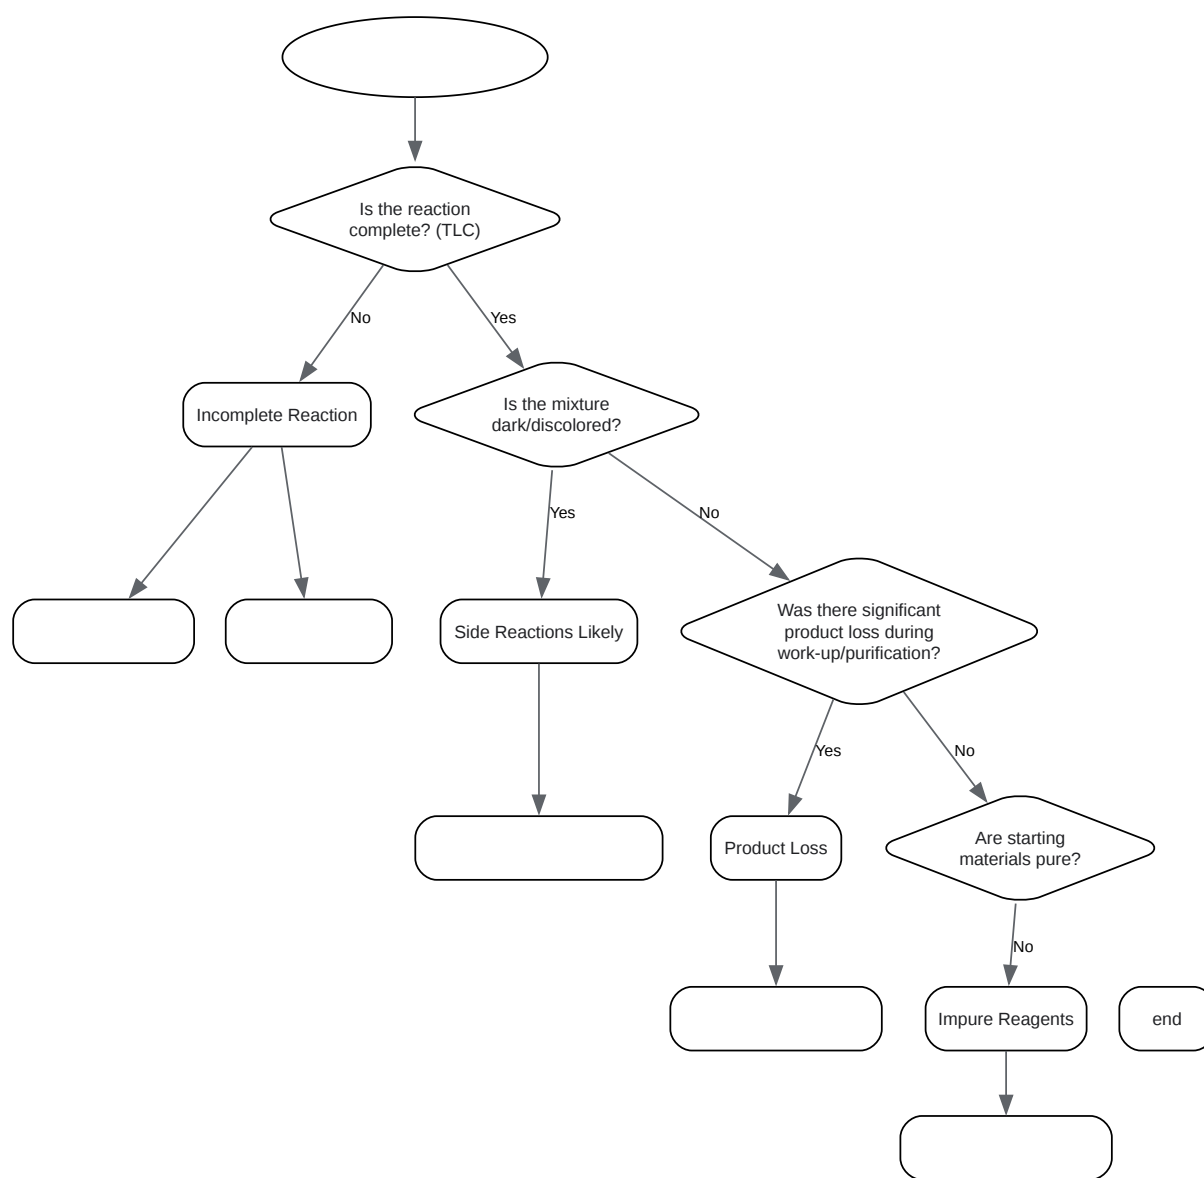 Is the reaction
complete? (TLC)
No
Yes
Incomplete Reaction
Is the mixture
dark/discolored?
Yes
No
Side Reactions Likely
Was there significant
product loss during
work-up/purification?
Yes
No
Product Loss
Are starting
materials pure?
No
Impure Reagents
end